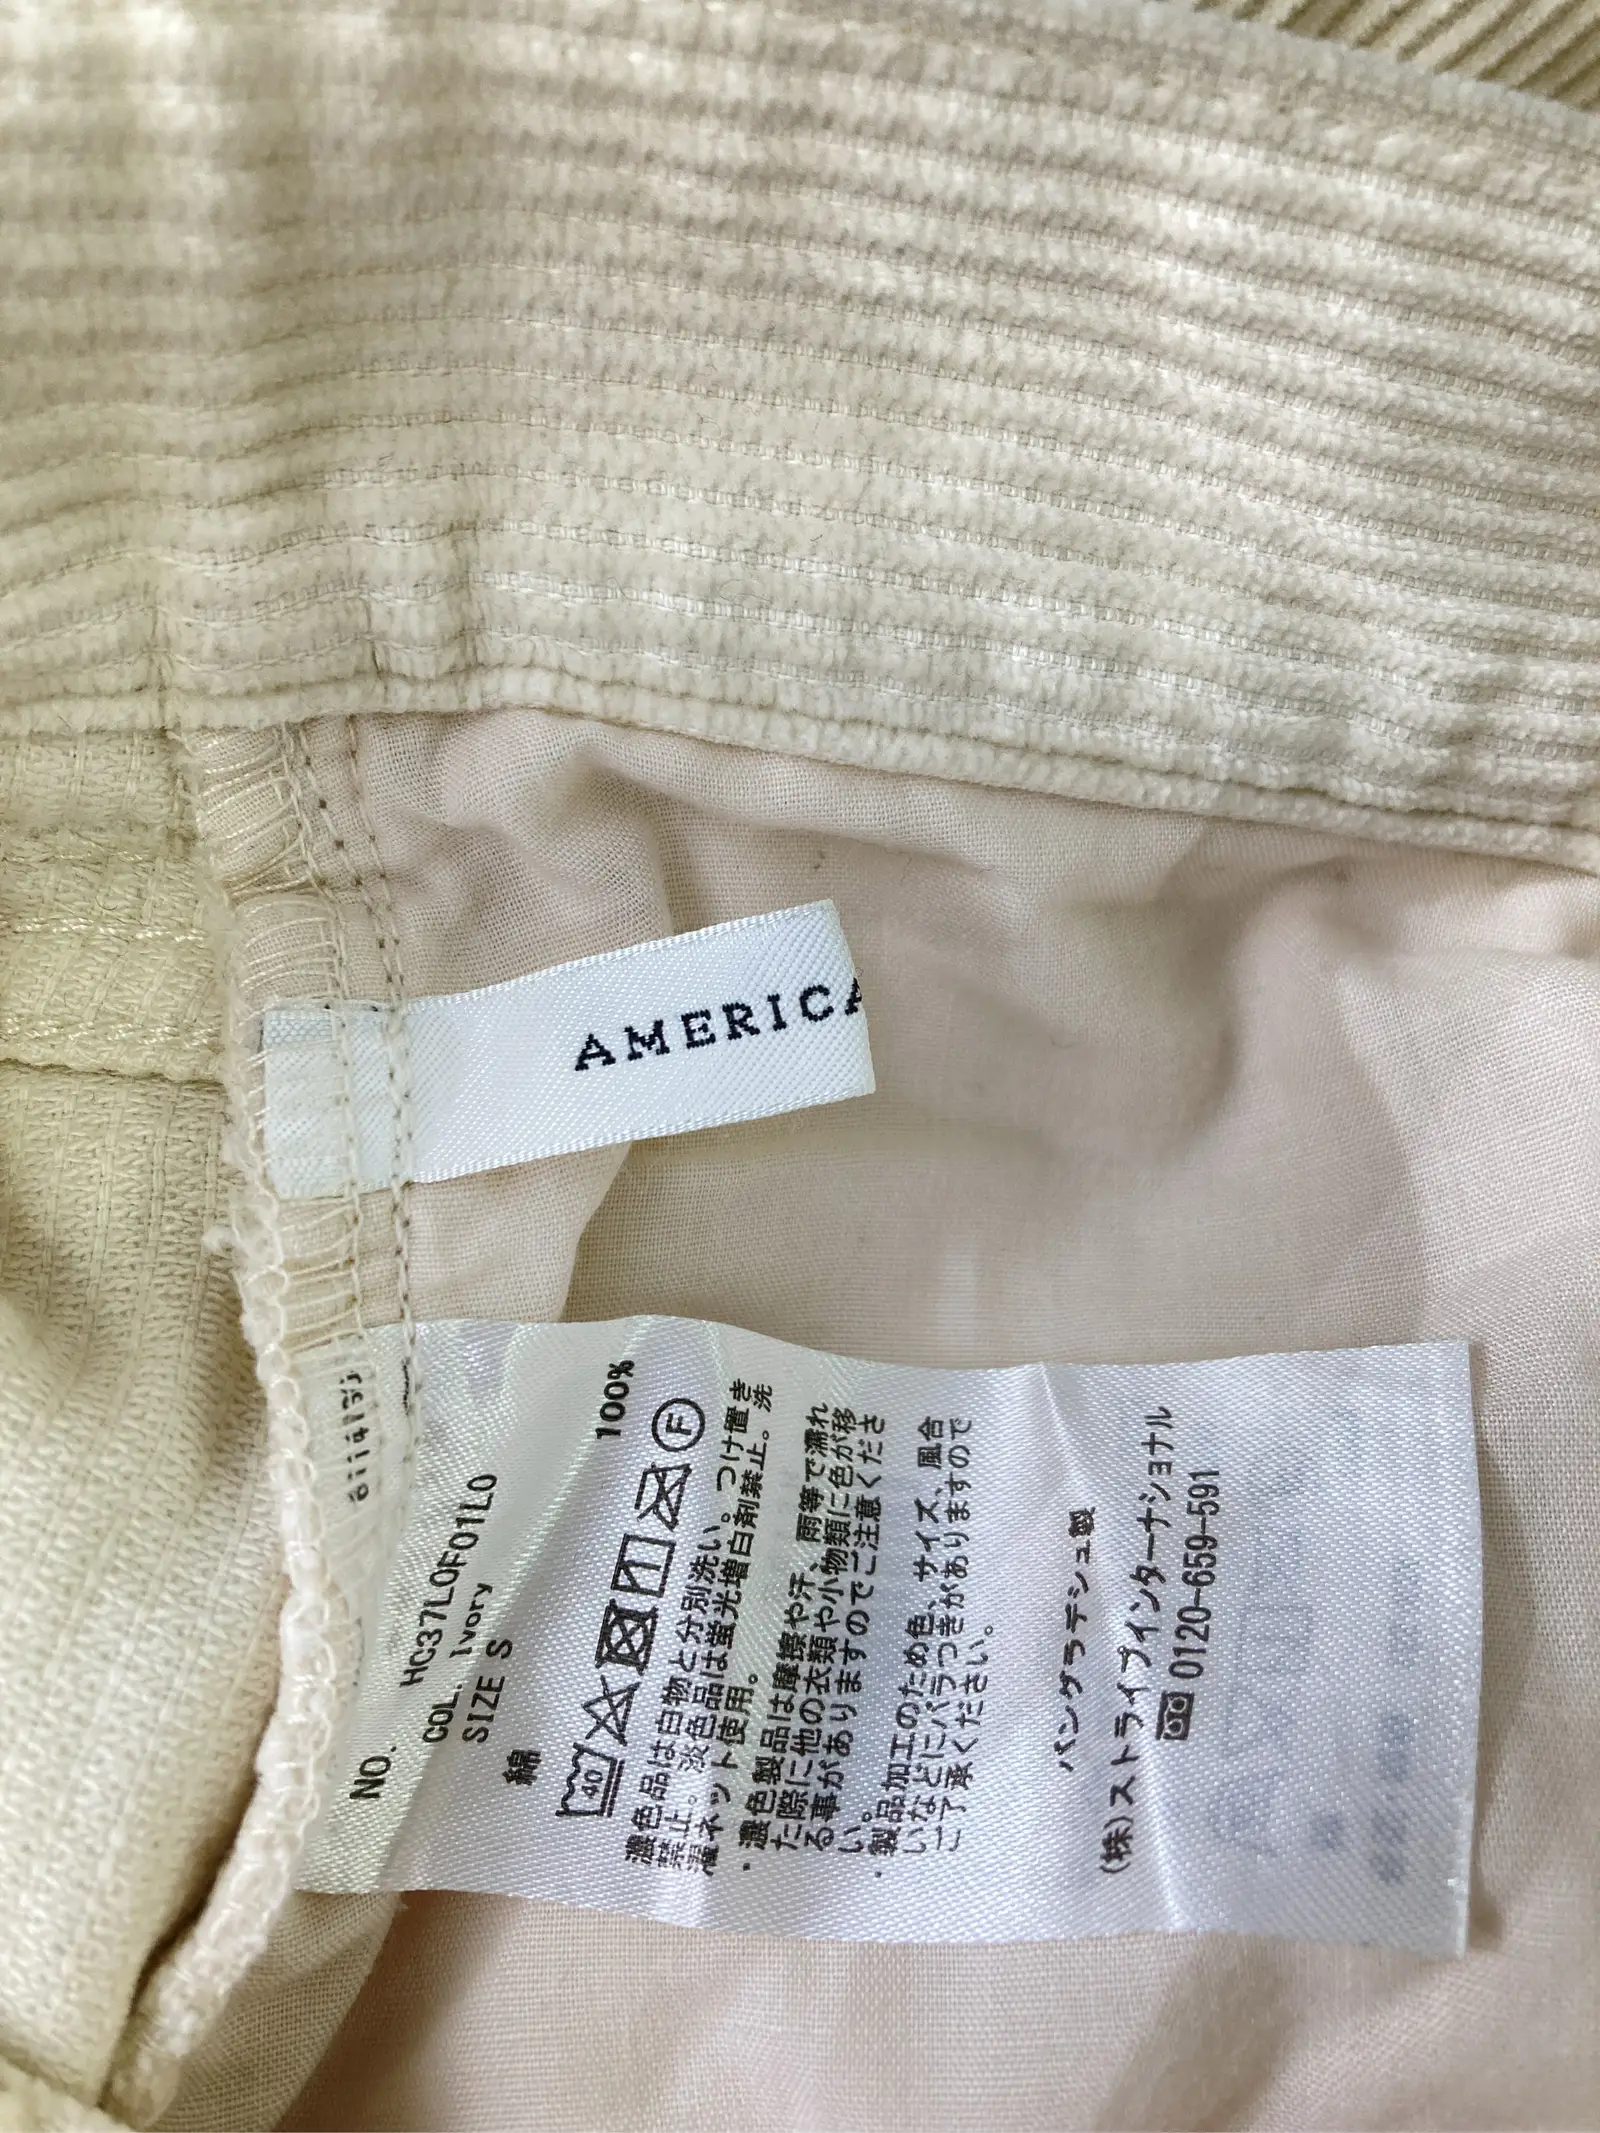 AMERICA
NO. HC37L0F01L0
COL. Ivory
SIZE S
綿 100%
40 F
濃色品は白物と分別洗い。つけ置き
禁止。淡色品は蛍光増白剤禁止。洗
濯ネット使用。
・濃色製品は摩擦や汗、雨等で濡れ
た際に他の衣類や小物類に色が移
る事がありますのでご注意くださ
い。
・製品加工のため色、サイズ、風合
いなどにバラつきがありますので
ご了承ください。
バングラデシュ製
(株)ストライプインターナショナル
0120-659-591